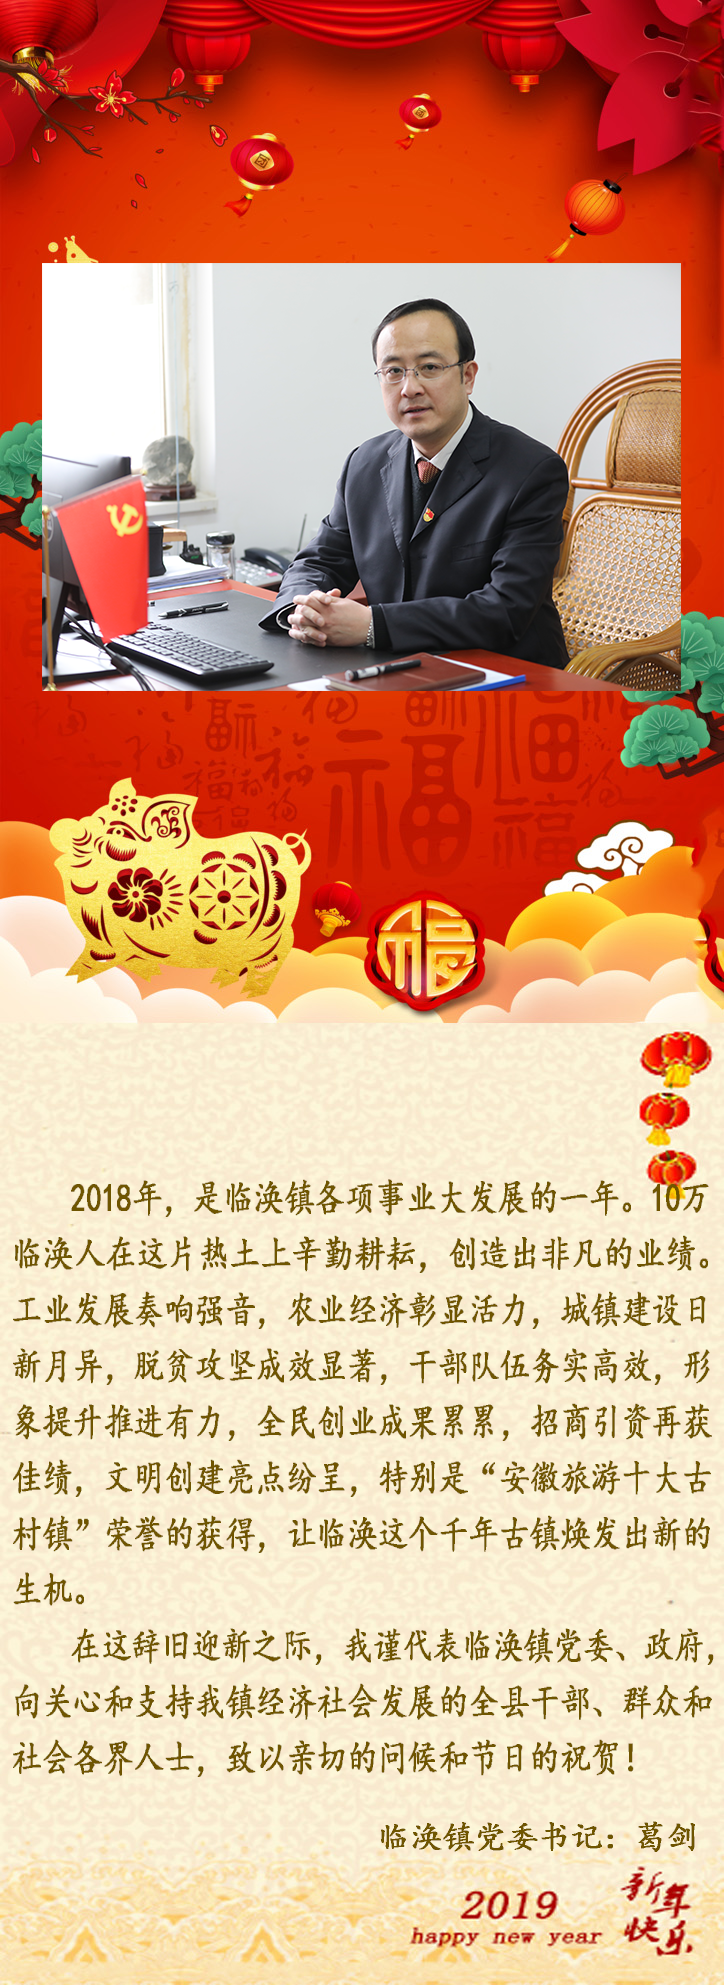 福
2018年，是临涣镇各项事业大发展的一年。10万
临涣人在这片热土上辛勤耕耘，创造出非凡的业绩。
工业发展奏响强音，农业经济彰显活力，城镇建设日
新月异，脱贫攻坚成效显著，干部队伍务实高效，形
象提升推进有力，全民创业成果累累，招商引资再获
佳绩，文明创建亮点纷呈，特别是“安徽旅游十大古
村镇”荣誉的获得，让临涣这个千年古镇焕发出新的
生机。
在这辞旧迎新之际，我谨代表临涣镇党委、政府，
向关心和支持我镇经济社会发展的全县干部、群众和
社会各界人士，致以亲切的问候和节日的祝贺！
临涣镇党委书记：葛剑
2019
happy new year
新年
快乐